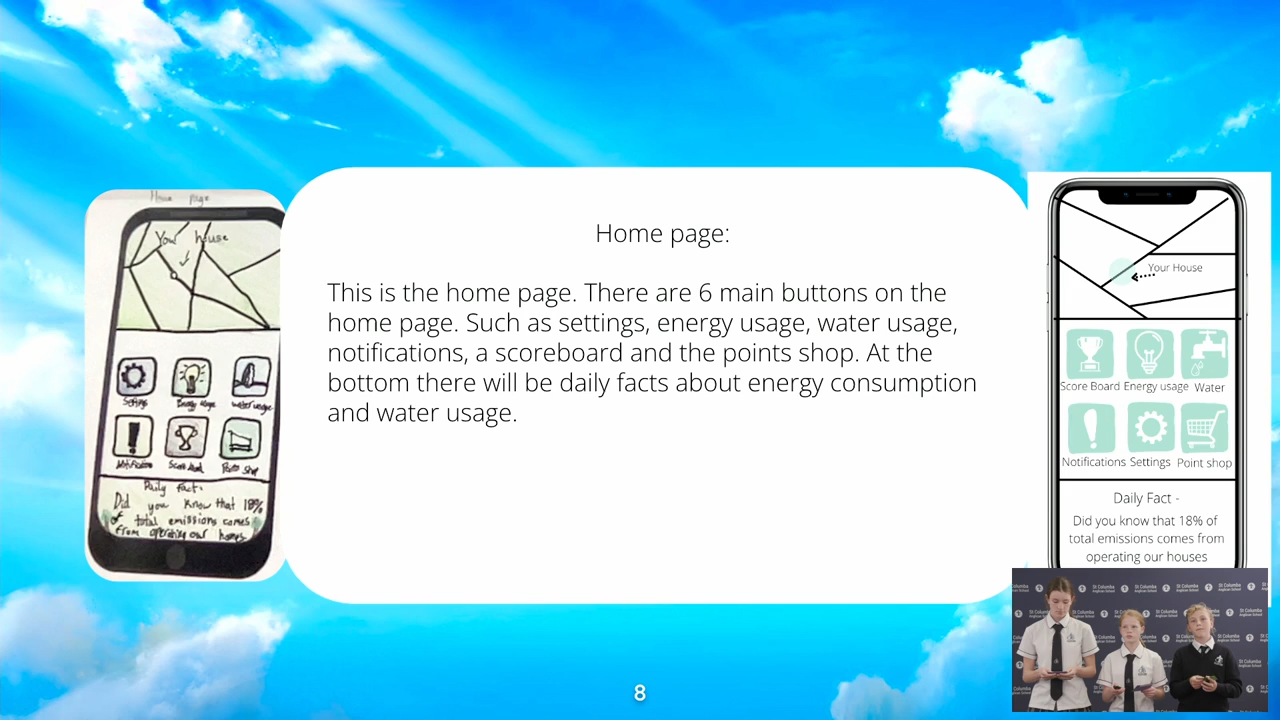 Home page
Your house
Settings
Energy usage
water usage
Notifications
Score board
Points shop
Daily fact:
Did you know that 18%
of total emissions comes
from operating our homes
Home page:
This is the home page. There are 6 main buttons on the
home page. Such as settings, energy usage, water usage,
notifications, a scoreboard and the points shop. At the
bottom there will be daily facts about energy consumption
and water usage.
Your House
Score Board Energy usage Water
Notifications Settings Point shop
Daily Fact -
Did you know that 18% of
total emissions comes from
operating our houses
St Columba
Anglican School
8